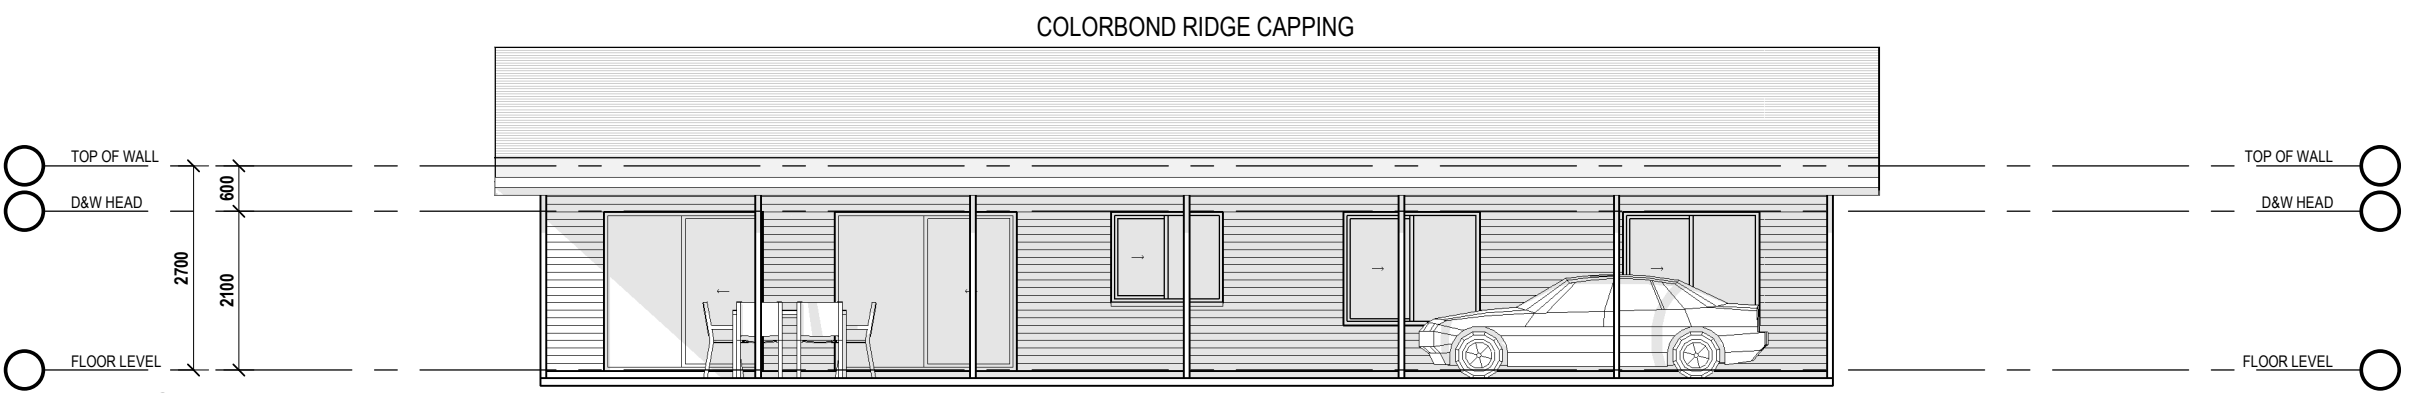 COLORBOND RIDGE CAPPING
TOP OF WALL
TOP OF WALL
600
D&W HEAD
D&W HEAD
2700
2100
FLOOR LEVEL
FLOOR LEVEL